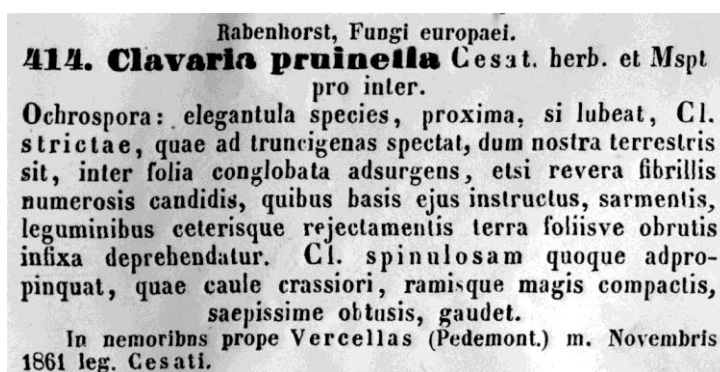 Rabenhorst, Fungi europaei.
414. Clavaria pruinella Cesat. herb. et Mspt
pro inter.
Ochrospora: elegantula species, proxima, si lubeat, Cl.
strictae, quae ad truncigenas spectat, dum nostra terrestris
sit, inter folia conglobata adsurgens, etsi revera fibrillis
numerosis candidis, quibus basis ejus instructus, sarmentis,
leguminibus ceterisque rejectamentis terra foliisve obrutis
infixa deprehendatur. Cl. spinulosam quoque adpro-
pinquat, quae caule crassiori, ramisque magis compactis,
saepissime obtusis, gaudet.
In nemoribns prope Vercellas (Pedemont.) m. Novembris
1861 leg. Cesati.